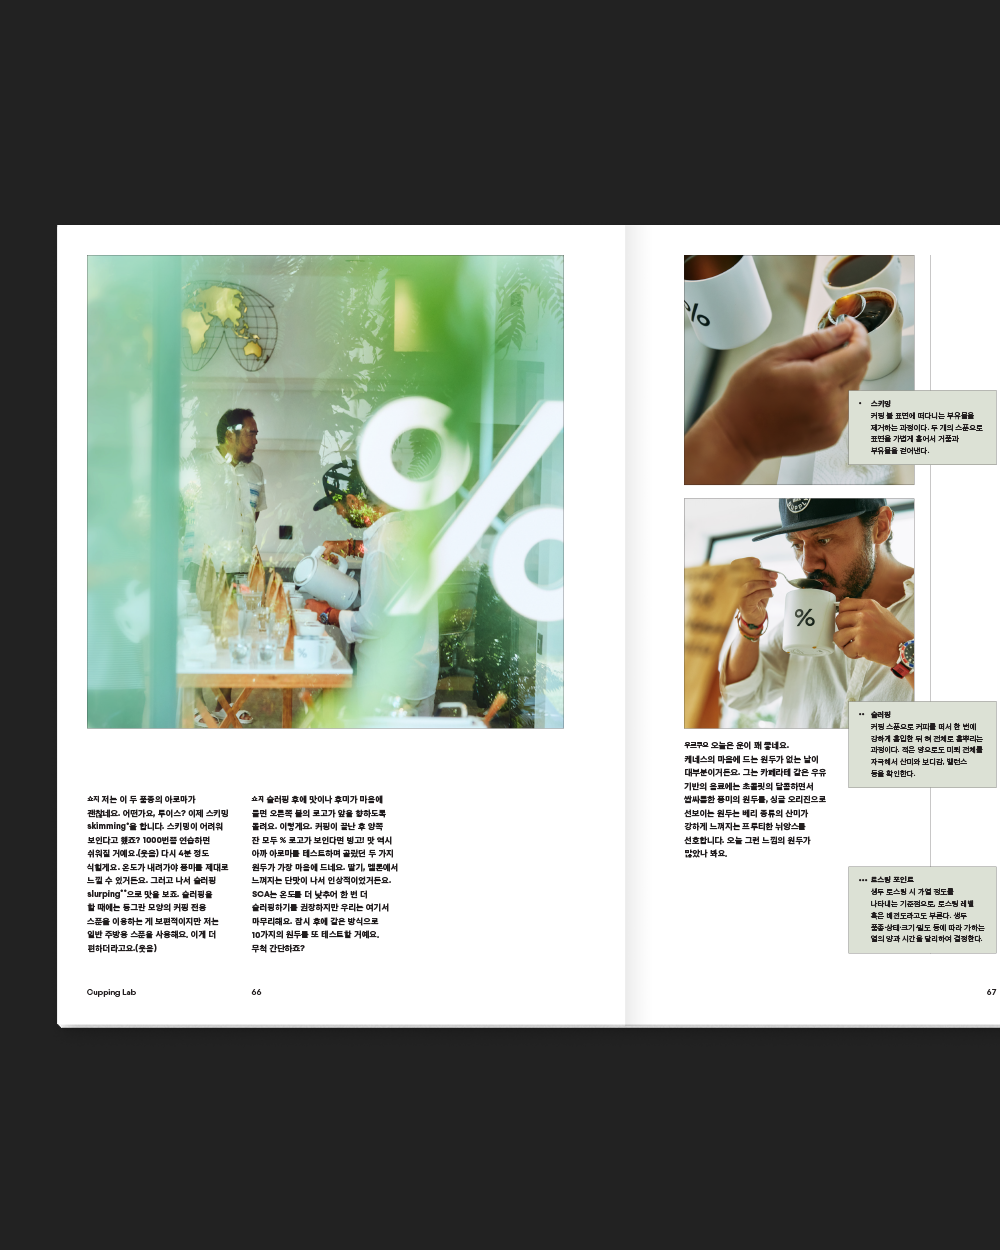 쇼지 저는 이 두 품종의 아로마가
괜찮네요. 어떤가요, 루이스? 이제 스키밍
skimming*을 합니다. 스키밍이 어려워
보인다고 했죠? 1000번쯤 연습하면
쉬워질 거예요.(웃음) 다시 4분 정도
식힐게요. 온도가 내려가야 풍미를 제대로
느낄 수 있거든요. 그러고 나서 슬러핑
slurping**으로 맛을 보죠. 슬러핑을
할 때에는 동그란 모양의 커핑 전용
스푼을 이용하는 게 보편적이지만 저는
일반 주방용 스푼을 사용해요. 이게 더
편하더라고요.(웃음)
쇼지 슬러핑 후에 맛이나 후미가 마음에
들면 오른쪽 볼의 로고가 앞을 향하도록
돌려요. 이렇게요. 커핑이 끝난 후 양쪽
잔 모두 % 로고가 보인다면 빙고! 맛 역시
아까 아로마를 테스트하며 골랐던 두 가지
원두가 가장 마음에 드네요. 딸기, 멜론에서
느껴지는 단맛이 나서 인상적이었거든요.
SCA는 온도를 더 낮추어 한 번 더
슬러핑하기를 권장하지만 우리는 여기서
마무리해요. 잠시 후에 같은 방식으로
10가지의 원두를 또 테스트할 거예요.
무척 간단하죠?
Cupping Lab
66
%
%
%
%
우르쿠오 오늘은 운이 꽤 좋네요.
케네스의 마음에 드는 원두가 없는 날이
대부분이거든요. 그는 카페라테 같은 우유
기반의 음료에는 초콜릿의 달콤하면서
쌉싸름한 풍미의 원두를, 싱글 오리진으로
선보이는 원두는 베리 종류의 산미가
강하게 느껴지는 프루티한 뉘앙스를
선호합니다. 오늘 그런 느낌의 원두가
많았나 봐요.
* 스키밍
커핑 볼 표면에 떠다니는 부유물을
제거하는 과정이다. 두 개의 스푼으로
표면을 가볍게 훑어서 거품과
부유물을 걷어낸다.
** 슬러핑
커핑 스푼으로 커피를 떠서 한 번에
강하게 흡입한 뒤 혀 전체로 흩뿌리는
과정이다. 적은 양으로도 미뢰 전체를
자극해서 산미와 보디감, 밸런스
등을 확인한다.
*** 로스팅 포인트
생두 로스팅 시 가열 정도를
나타내는 기준점으로, 로스팅 레벨
혹은 배전도라고도 부른다. 생두
품종·상태·크기·밀도 등에 따라 가하는
열의 양과 시간을 달리하여 결정한다.
67